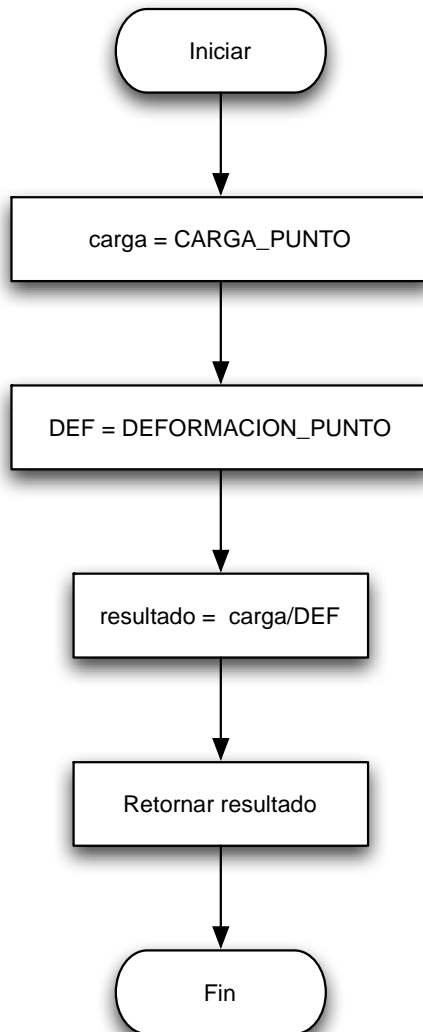 Iniciar
carga = CARGA_PUNTO
DEF = DEFORMACION_PUNTO
resultado =  carga/DEF
Retornar resultado
Fin